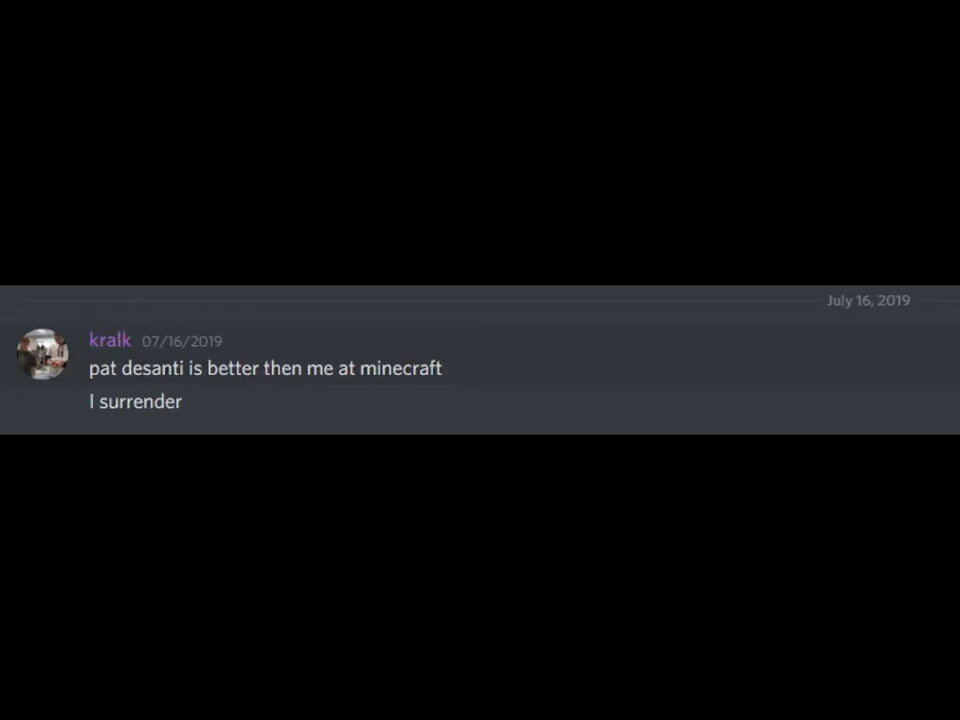 July 16, 2019
kralk 07/16/2019
pat desanti is better then me at minecraft
I surrender